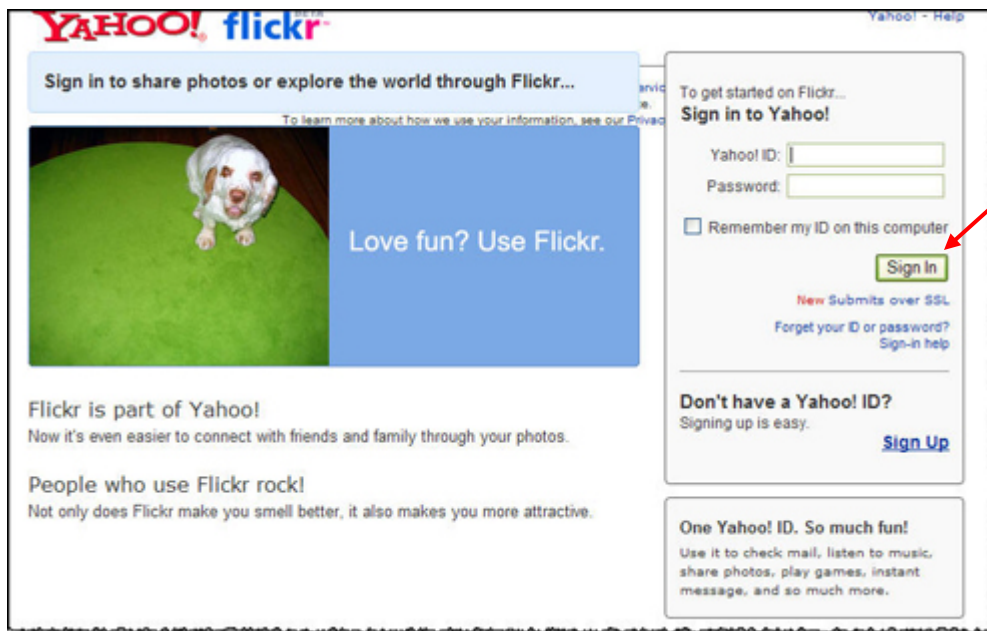 YAHOO! flickr BETA
Yahoo! - Help
Sign in to share photos or explore the world through Flickr...
To learn more about how we use your information, see our Privac
Love fun? Use Flickr.
Flickr is part of Yahoo!
Now it's even easier to connect with friends and family through your photos.
People who use Flickr rock!
Not only does Flickr make you smell better, it also makes you more attractive.
To get started on Flickr...
Sign in to Yahoo!
Yahoo! ID:
Password:
Remember my ID on this computer
Sign In
New Submits over SSL
Forget your ID or password?
Sign-in help
Don't have a Yahoo! ID?
Signing up is easy.
Sign Up
One Yahoo! ID. So much fun!
Use it to check mail, listen to music,
share photos, play games, instant
message, and so much more.